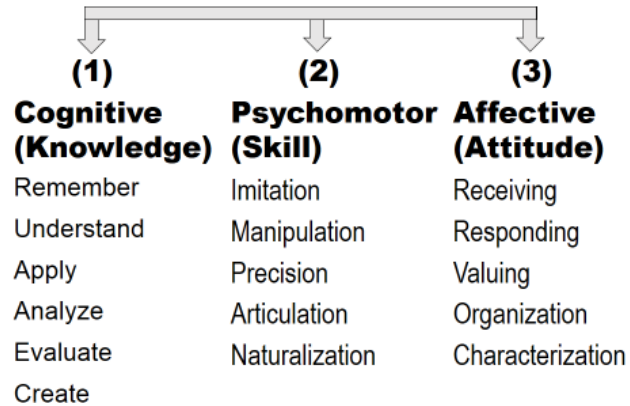 (1)
Cognitive
(Knowledge)
Remember
Understand
Apply
Analyze
Evaluate
Create
(2)
Psychomotor
(Skill)
Imitation
Manipulation
Precision
Articulation
Naturalization
(3)
Affective
(Attitude)
Receiving
Responding
Valuing
Organization
Characterization